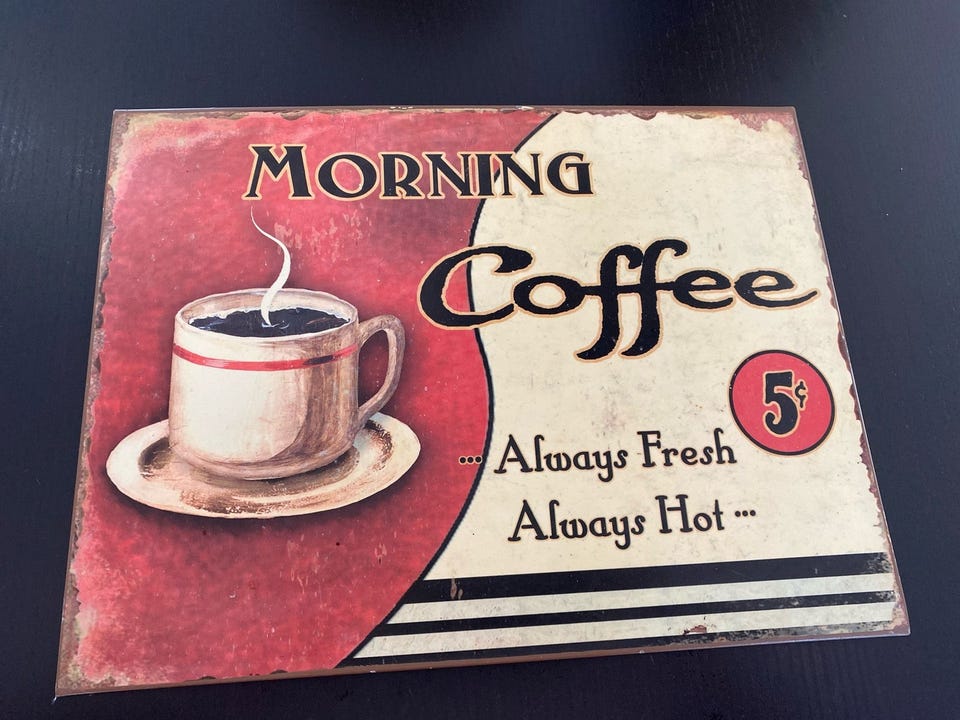 MORNING
Coffee
5¢
... Always Fresh
Always Hot ...